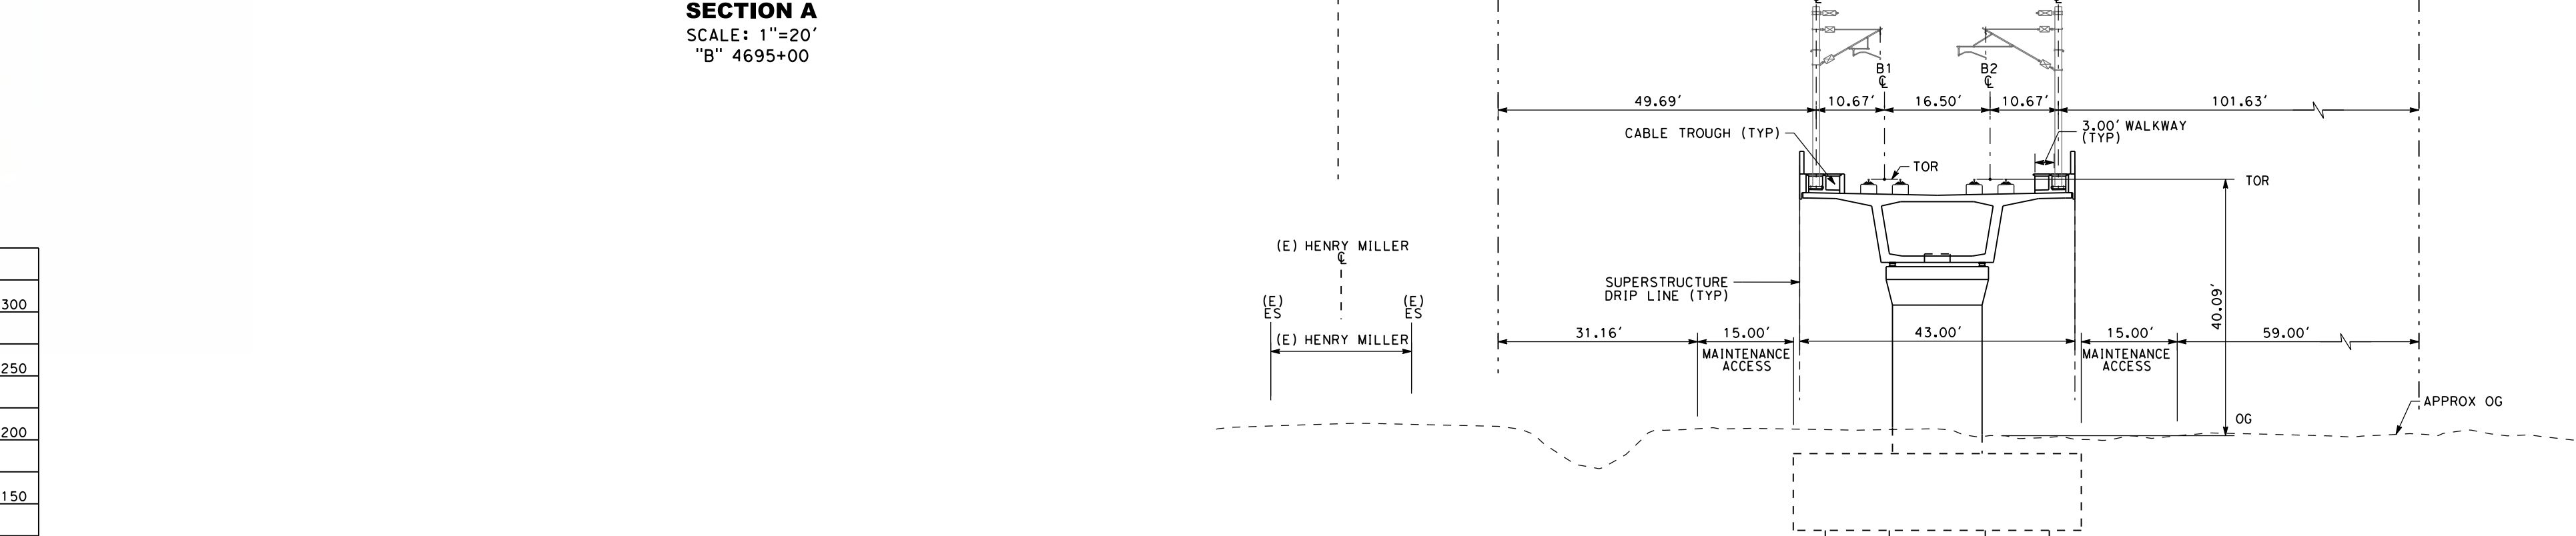 SECTION A
SCALE: 1"=20'
"B" 4695+00
B1
℄
B2
℄
49.69'
10.67'
16.50'
10.67'
101.63'
CABLE TROUGH (TYP)
3.00' WALKWAY
(TYP)
TOR
TOR
(E) HENRY MILLER
℄
SUPERSTRUCTURE
DRIP LINE (TYP)
(E)
ES
(E)
ES
(E) HENRY MILLER
31.16'
15.00'
MAINTENANCE
ACCESS
43.00'
15.00'
MAINTENANCE
ACCESS
59.00'
40.09'
APPROX OG
OG
300
250
200
150